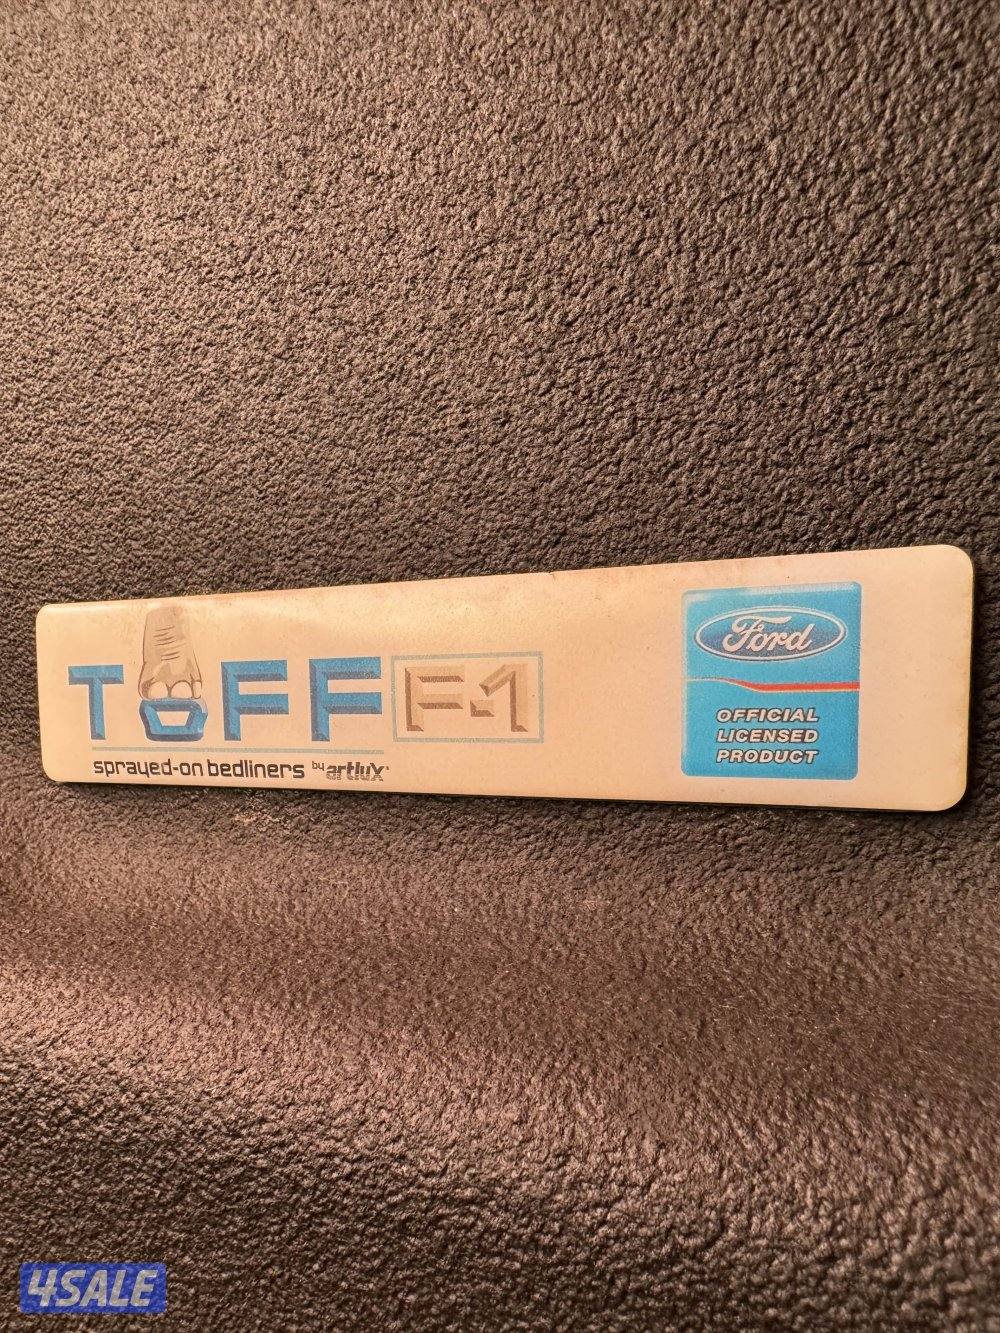 TOFF F-1
sprayed-on bedliners by artlux
Ford
OFFICIAL
LICENSED
PRODUCT
4SALE